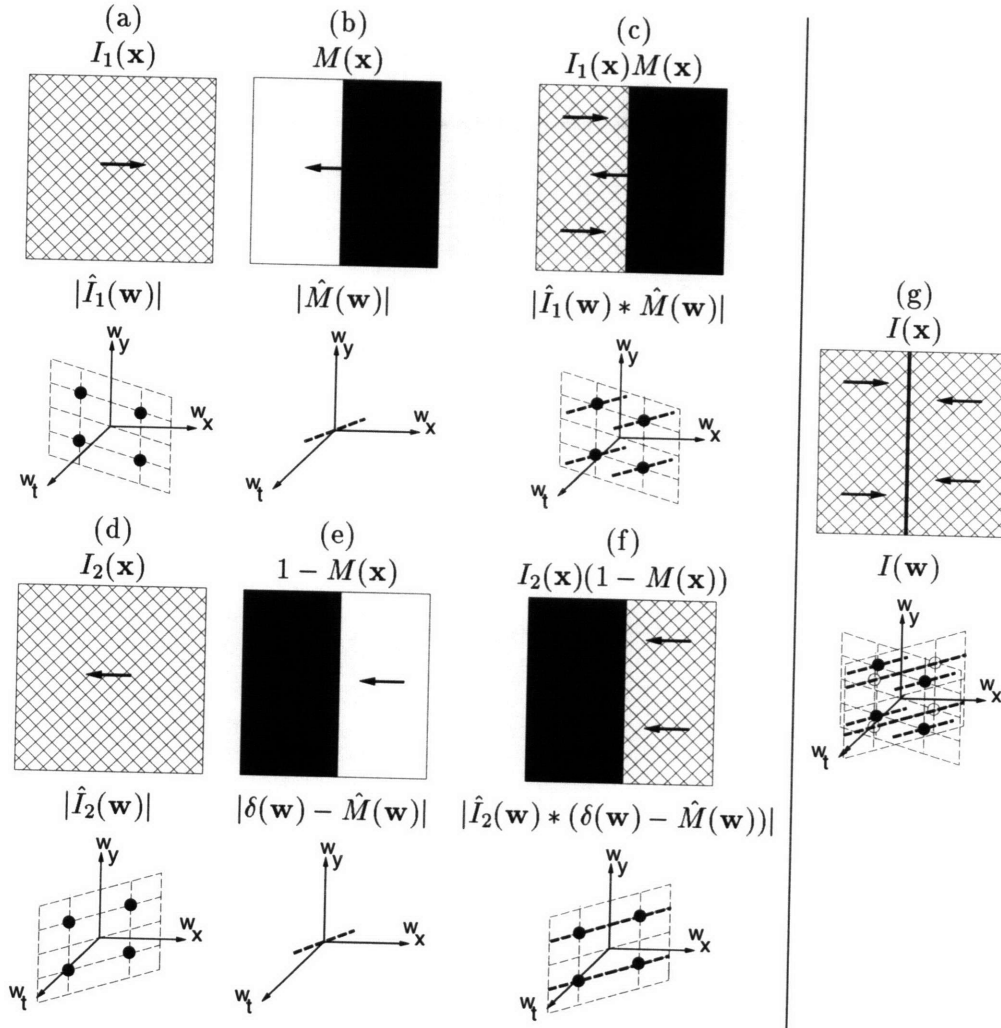 (a)
I₁(x)
(b)
M(x)
(c)
I₁(x)M(x)
|Î₁(w)|
|M̂(w)|
|Î₁(w) * M̂(w)|
w_y
w_x
w_t
w_y
w_x
w_t
w_y
w_x
w_t
(d)
I₂(x)
(e)
1 − M(x)
(f)
I₂(x)(1 − M(x))
|Î₂(w)|
|δ(w) − M̂(w)|
|Î₂(w) * (δ(w) − M̂(w))|
w_y
w_x
w_t
w_y
w_x
w_t
w_y
w_x
w_t
(g)
I(x)
I(w)
w_y
w_x
w_t